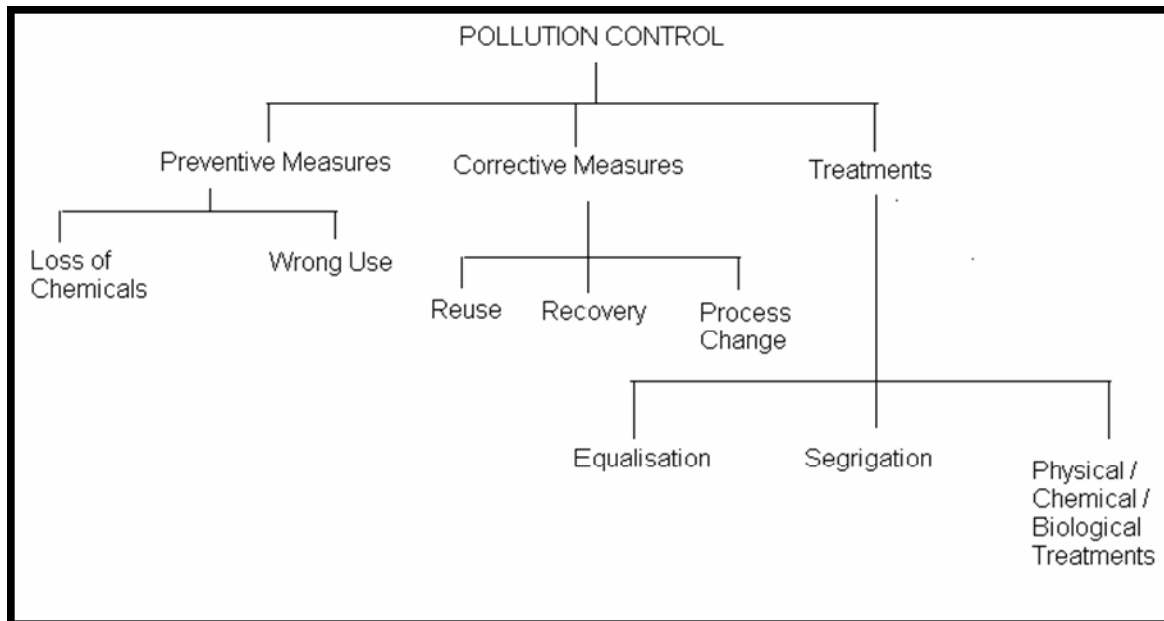 POLLUTION CONTROL
Preventive Measures
Corrective Measures
Treatments
Loss of
Chemicals
Wrong Use
Reuse
Recovery
Process
Change
Equalisation
Segrigation
Physical /
Chemical /
Biological
Treatments